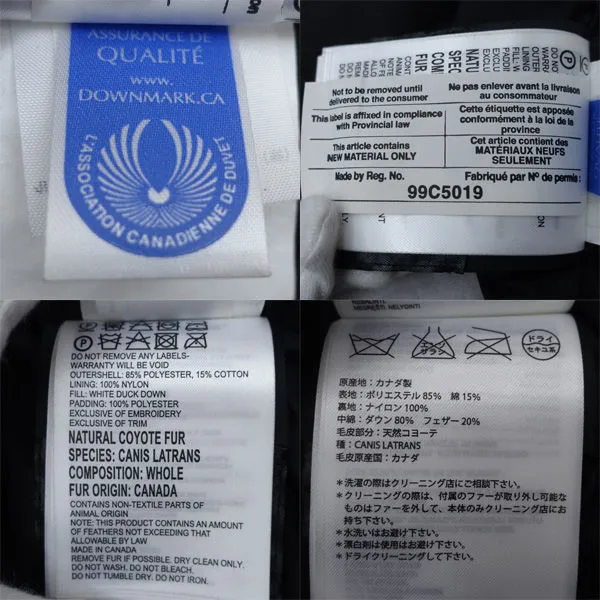 ASSURANCE DE
QUALITÉ
WWW.
DOWNMARK.CA
L'ASSOCIATION CANADIENNE DE DUVET
Not to be removed until
delivered to the consumer
Ne pas enlever avant la livraison
au consommateur
This label is affixed in compliance
with Provincial law
Cette étiquette est apposée
conformément à la loi de la
province
This article contains
NEW MATERIAL ONLY
Cet article contient des
MATÉRIAUX NEUFS
SEULEMENT
Made by Reg. No.
Fabriqué par Nº de permis:
99C5019
DO NOT REMOVE ANY LABELS-
WARRANTY WILL BE VOID
OUTERSHELL: 85% POLYESTER, 15% COTTON
LINING: 100% NYLON
FILL: WHITE DUCK DOWN
PADDING: 100% POLYESTER
EXCLUSIVE OF EMBROIDERY
EXCLUSIVE OF TRIM
NATURAL COYOTE FUR
SPECIES: CANIS LATRANS
COMPOSITION: WHOLE
FUR ORIGIN: CANADA
CONTAINS NON-TEXTILE PARTS OF
ANIMAL ORIGIN
NOTE: THIS PRODUCT CONTAINS AN AMOUNT
OF FEATHERS NOT EXCEEDING THAT
ALLOWABLE BY LAW
MADE IN CANADA
REMOVE FUR IF POSSIBLE. DRY CLEAN ONLY.
DO NOT WASH. DO NOT BLEACH.
DO NOT TUMBLE DRY. DO NOT IRON.
エンソ
サラシ
ドライ
セキユ系
原産地：カナダ製
表地：ポリエステル 85%　綿 15%
裏地：ナイロン 100%
中綿：ダウン 80%　フェザー 20%
毛皮部分：天然コヨーテ
種：CANIS LATRANS
毛皮原産国：カナダ
＊洗濯の際はクリーニング店にご相談下さい。
＊クリーニングの際は、付属のファーが取り外し可能な
ものはファーを外して、本体のみクリーニング店にお
持ち下さい。
＊水洗いはお避け下さい。
＊漂白剤は使用はお避け下さい。
＊ドライクリーニングして下さい。